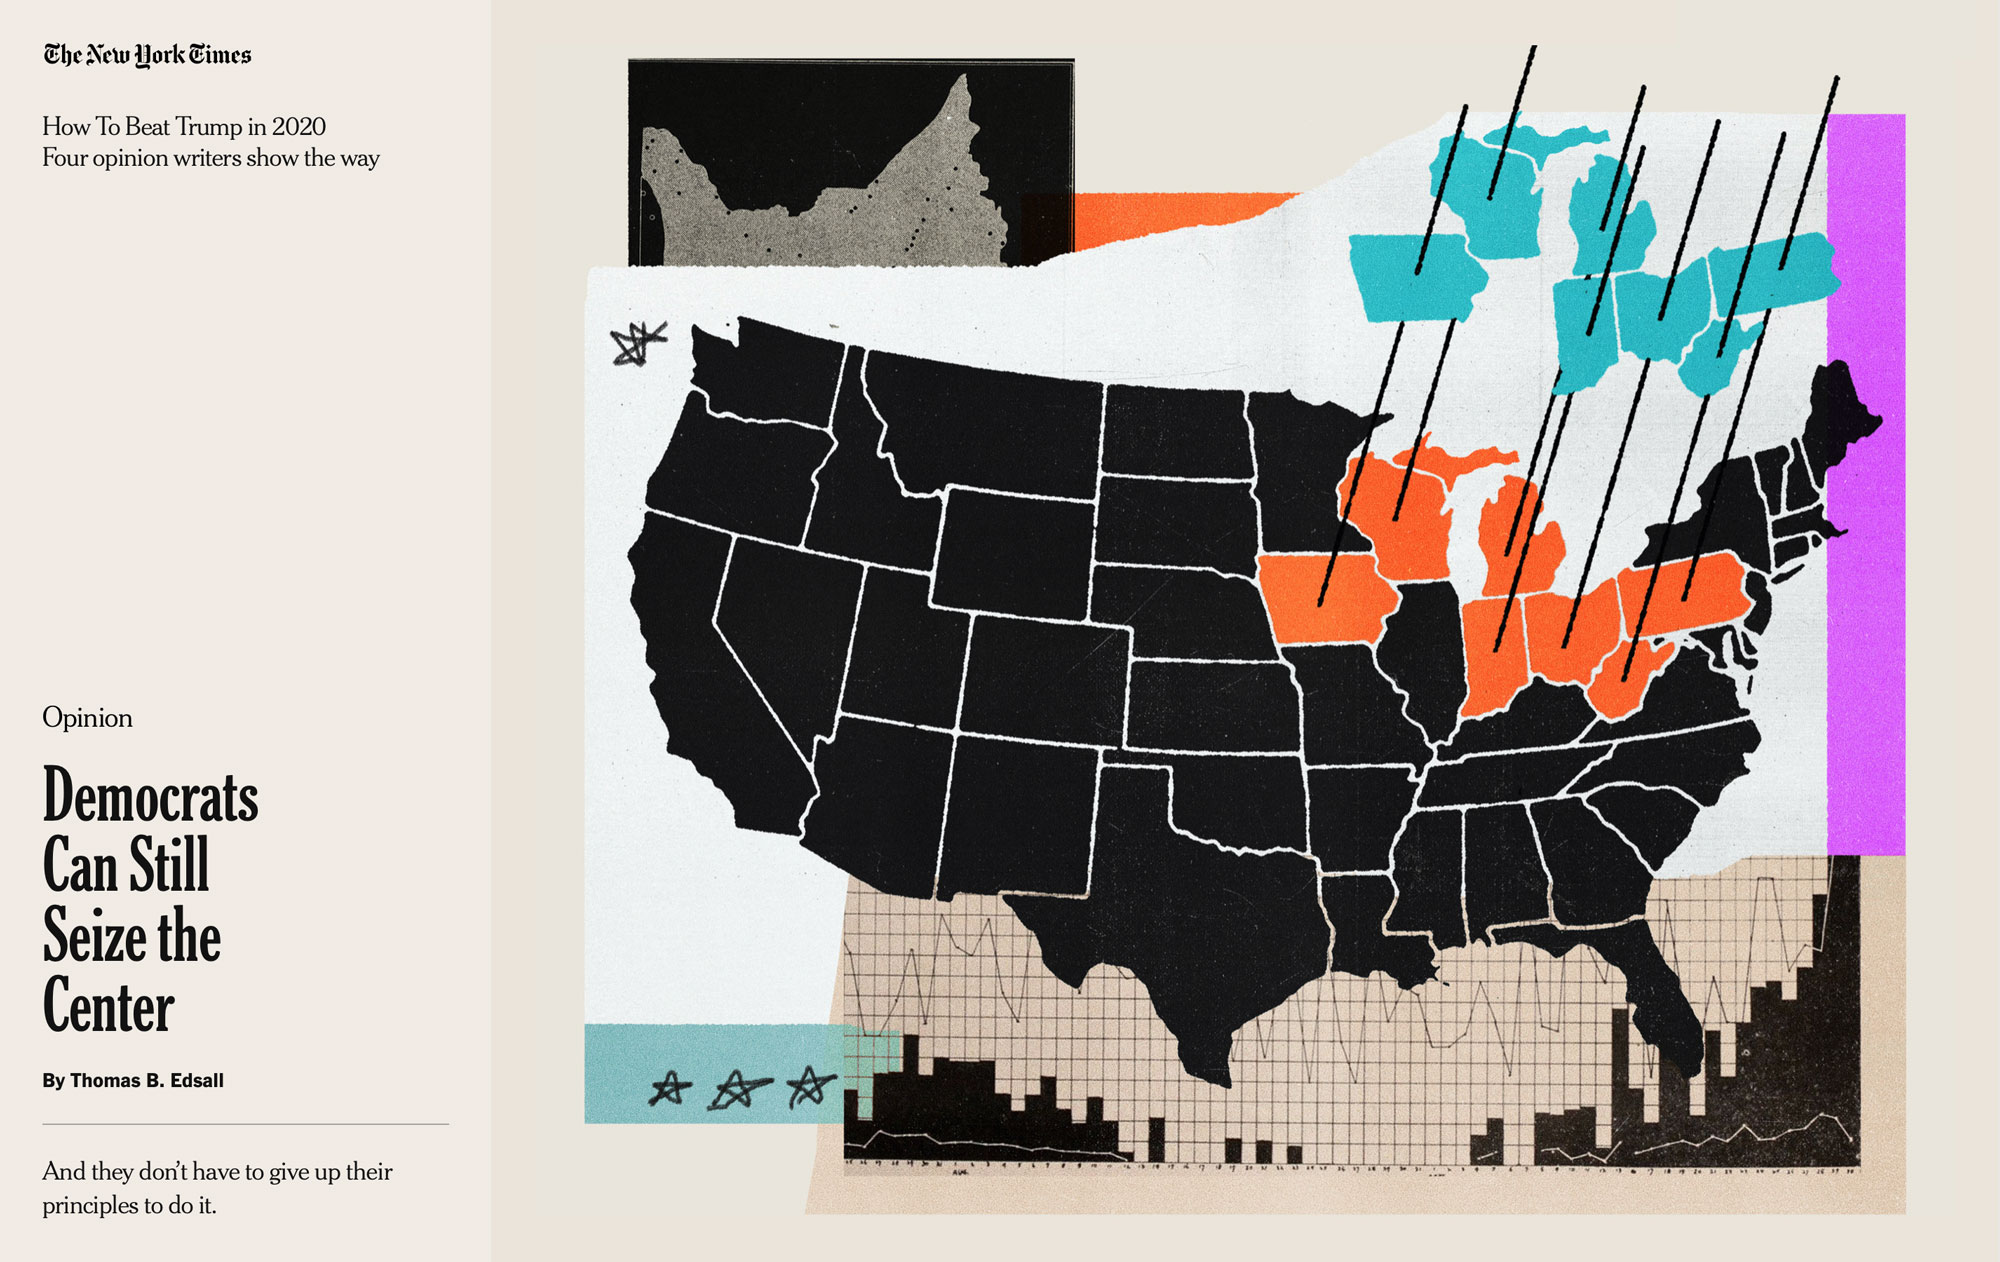 The New York Times
How To Beat Trump in 2020
Four opinion writers show the way
Opinion
Democrats
Can Still
Seize the
Center
By Thomas B. Edsall
And they don't have to give up their
principles to do it.
AUG.